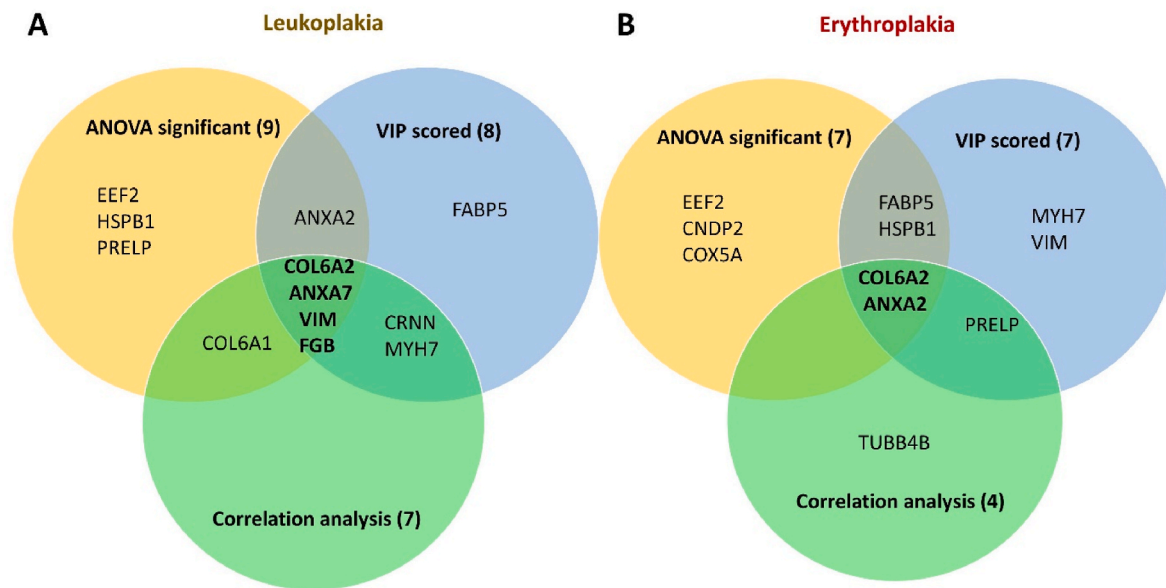 A
Leukoplakia
ANOVA significant (9)
VIP scored (8)
EEF2
HSPB1
PRELP
ANXA2
FABP5
COL6A2
ANXA7
VIM
FGB
COL6A1
CRNN
MYH7
Correlation analysis (7)
B
Erythroplakia
ANOVA significant (7)
VIP scored (7)
EEF2
CNDP2
COX5A
FABP5
HSPB1
MYH7
VIM
COL6A2
ANXA2
PRELP
TUBB4B
Correlation analysis (4)